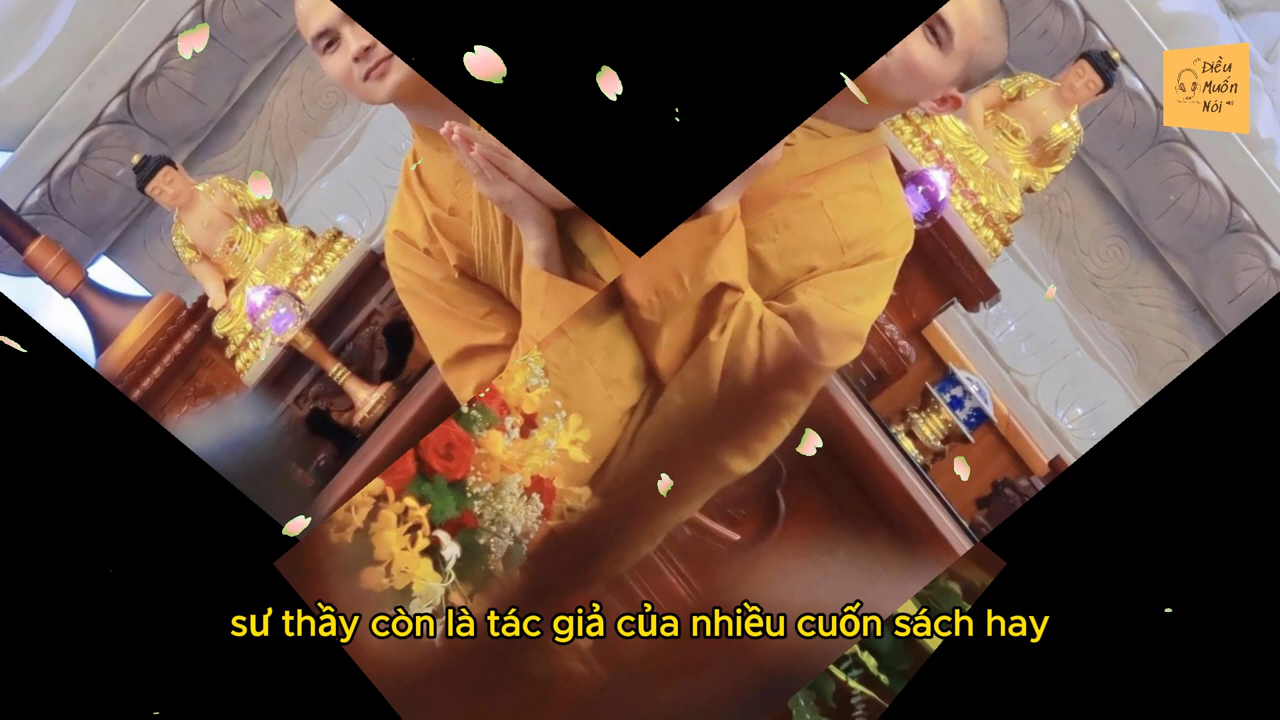 Điều
Muốn
Nói
sư thầy còn là tác giả của nhiều cuốn sách hay